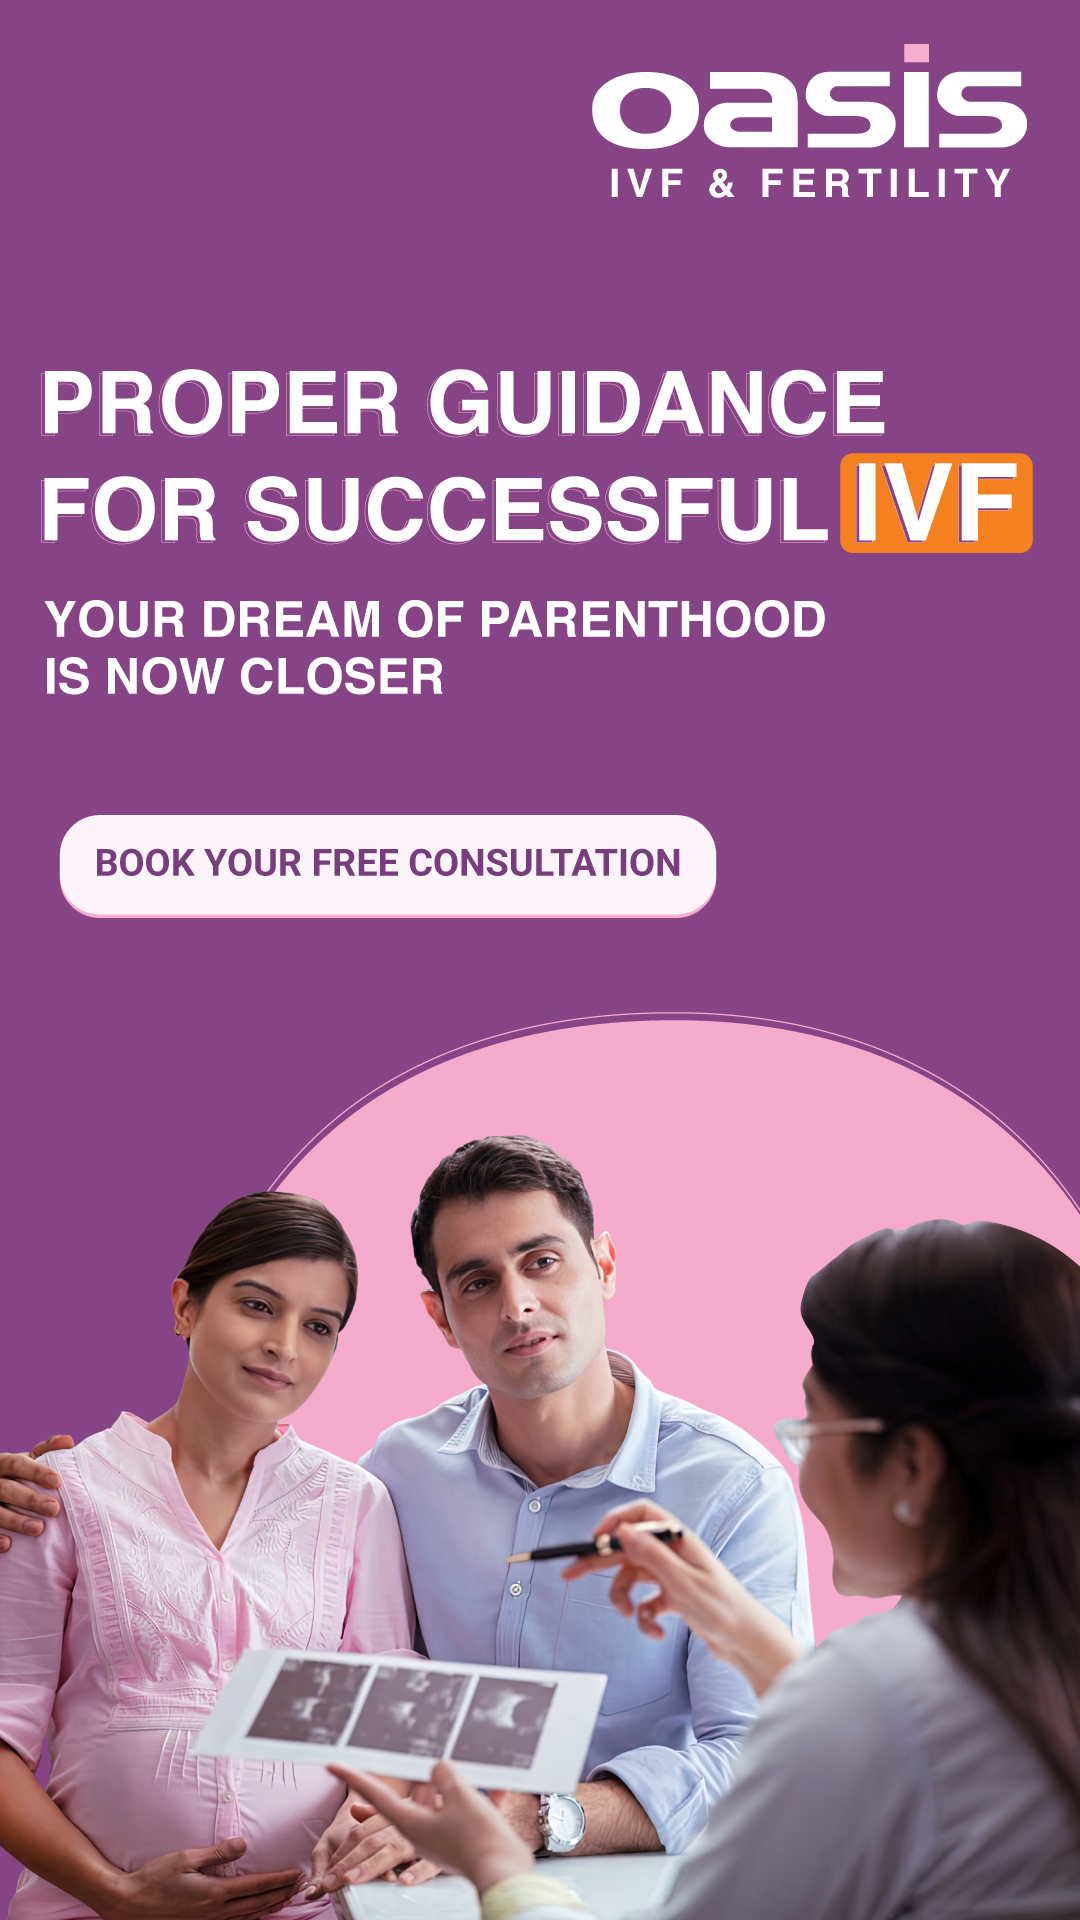 oasis
IVF & FERTILITY
PROPER GUIDANCE
FOR SUCCESSFUL IVF
YOUR DREAM OF PARENTHOOD
IS NOW CLOSER
BOOK YOUR FREE CONSULTATION